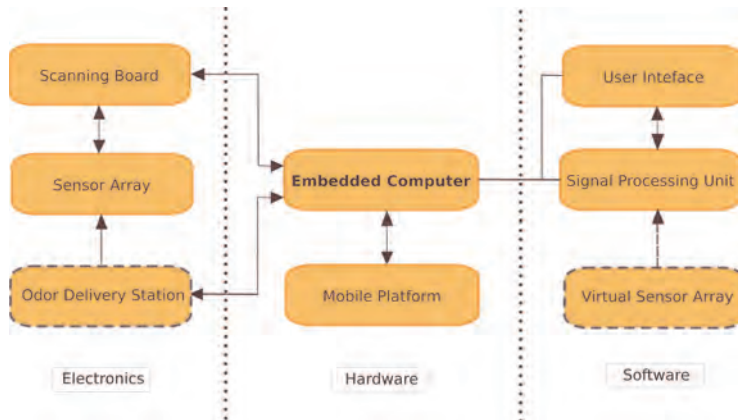 Scanning Board
User Inteface
Sensor Array
Embedded Computer
Signal Processing Unit
Odor Delivery Station
Mobile Platform
Virtual Sensor Array
Electronics
Hardware
Software